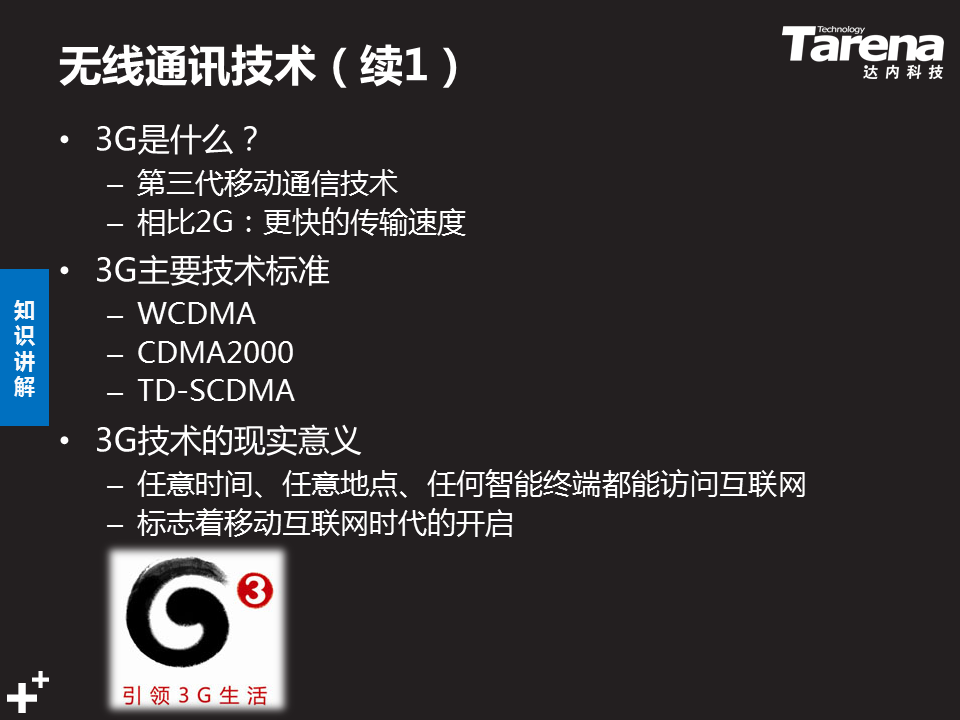 无线通讯技术（续1）
Technology
Tarena
达内科技
• 3G是什么？
– 第三代移动通信技术
– 相比2G：更快的传输速度
• 3G主要技术标准
– WCDMA
– CDMA2000
– TD-SCDMA
• 3G技术的现实意义
– 任意时间、任意地点、任何智能终端都能访问互联网
– 标志着移动互联网时代的开启
知识讲解
G3
引领3G生活